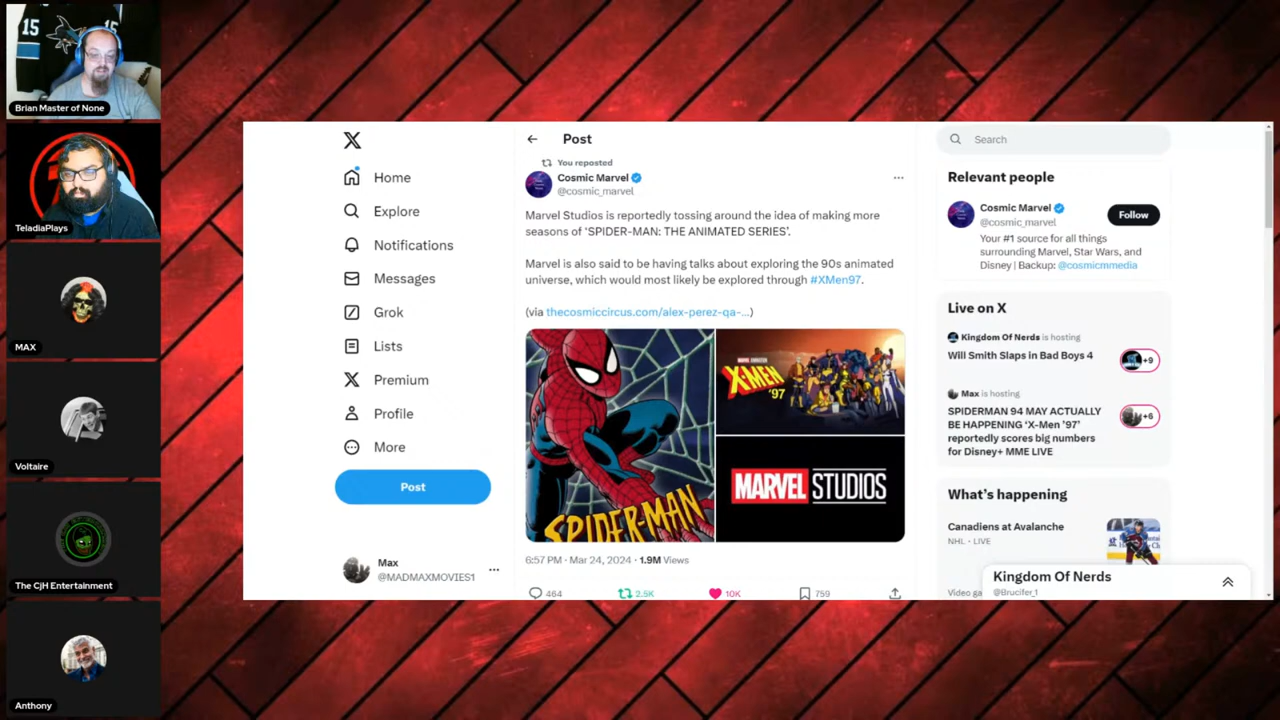 15
15
Brian Master of None
TeladiaPlays
MAX
Voltaire
The CjH Entertainment
Anthony
X
Home
Explore
Notifications
Messages
Grok
Lists
Premium
Profile
More
Post
Max
@MADMAXMOVIES1
Post
You reposted
Cosmic Marvel
@cosmic_marvel
Marvel Studios is reportedly tossing around the idea of making more
seasons of ‘SPIDER-MAN: THE ANIMATED SERIES’.
Marvel is also said to be having talks about exploring the 90s animated
universe, which would most likely be explored through #XMen97.
(via thecosmiccircus.com/alex-perez-qa-...)
SPIDER-MAN
X-MEN
'97
MARVEL STUDIOS
6:57 PM · Mar 24, 2024 · 1.9M Views
464
2.5K
10K
759
Search
Relevant people
Cosmic Marvel
@cosmic_marvel
Follow
Your #1 source for all things
surrounding Marvel, Star Wars, and
Disney | Backup: @cosmicmmedia
Live on X
Kingdom Of Nerds is hosting
Will Smith Slaps in Bad Boys 4
+9
Max is hosting
SPIDERMAN 94 MAY ACTUALLY
BE HAPPENING ‘X-Men ’97’
reportedly scores big numbers
for Disney+ MME LIVE
+6
What’s happening
Canadiens at Avalanche
NHL · LIVE
Video ga
Kingdom Of Nerds
@Brucifer_1